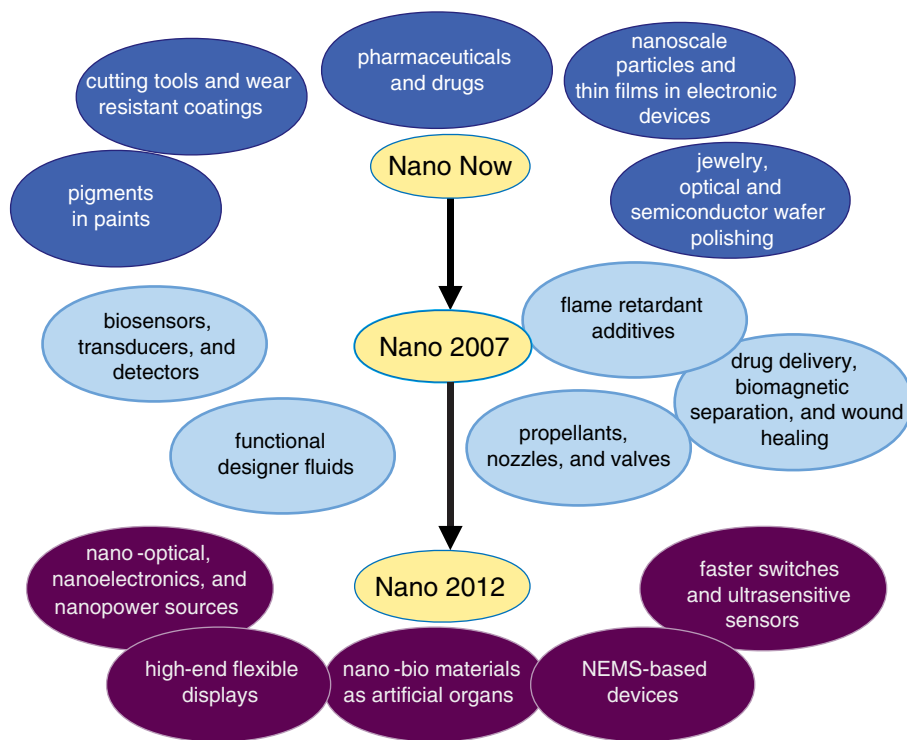 cutting tools and wear
resistant coatings
pharmaceuticals
and drugs
nanoscale
particles and
thin films in electronic
devices
pigments
in paints
Nano Now
jewelry,
optical and
semiconductor wafer
polishing
biosensors,
transducers, and
detectors
Nano 2007
flame retardant
additives
drug delivery,
biomagnetic
separation, and wound
healing
functional
designer fluids
propellants,
nozzles, and valves
nano -optical,
nanoelectronics, and
nanopower sources
Nano 2012
faster switches
and ultrasensitive
sensors
high-end flexible
displays
nano -bio materials
as artificial organs
NEMS-based
devices